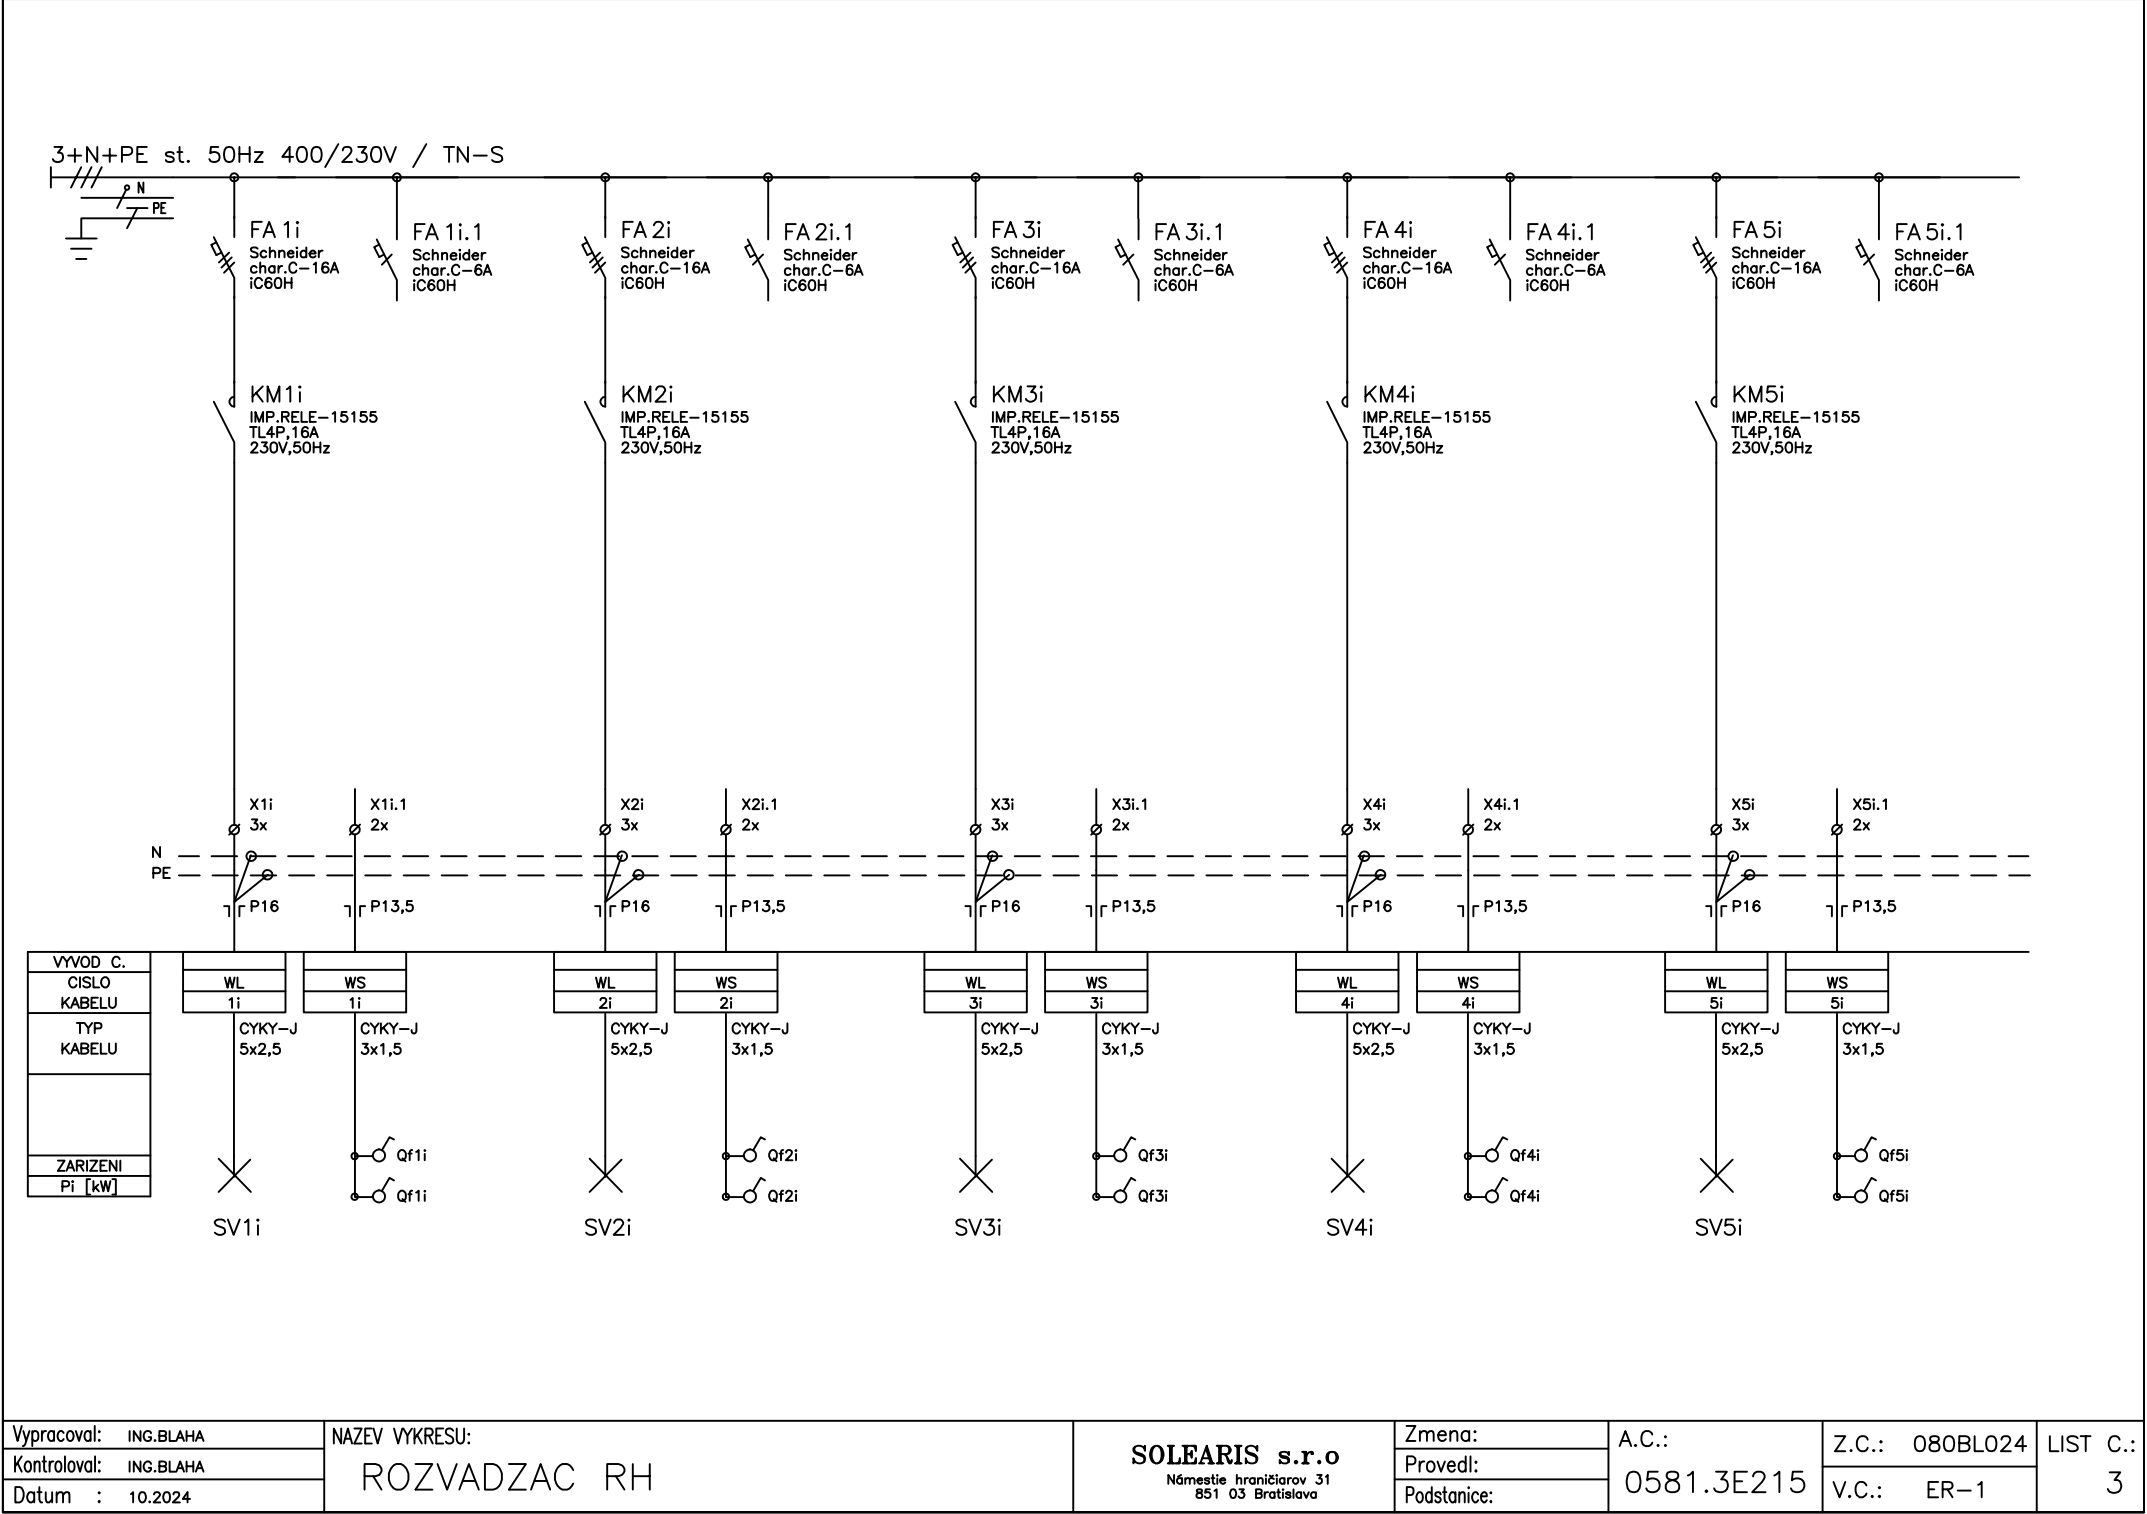 3+N+PE st. 50Hz 400/230V / TN-S
N
PE
FA 1i
Schneider
char.C-16A
iC60H
FA 1i.1
Schneider
char.C-6A
iC60H
FA 2i
Schneider
char.C-16A
iC60H
FA 2i.1
Schneider
char.C-6A
iC60H
FA 3i
Schneider
char.C-16A
iC60H
FA 3i.1
Schneider
char.C-6A
iC60H
FA 4i
Schneider
char.C-16A
iC60H
FA 4i.1
Schneider
char.C-6A
iC60H
FA 5i
Schneider
char.C-16A
iC60H
FA 5i.1
Schneider
char.C-6A
iC60H
KM1i
IMP.RELE-15155
TL4P,16A
230V,50Hz
KM2i
IMP.RELE-15155
TL4P,16A
230V,50Hz
KM3i
IMP.RELE-15155
TL4P,16A
230V,50Hz
KM4i
IMP.RELE-15155
TL4P,16A
230V,50Hz
KM5i
IMP.RELE-15155
TL4P,16A
230V,50Hz
X1i
3x
X1i.1
2x
X2i
3x
X2i.1
2x
X3i
3x
X3i.1
2x
X4i
3x
X4i.1
2x
X5i
3x
X5i.1
2x
N
PE
P16 P13,5 P16 P13,5 P16 P13,5 P16 P13,5 P16 P13,5
VYVOD C.
CISLO
KABELU
WL
1i
WS
1i
WL
2i
WS
2i
WL
3i
WS
3i
WL
4i
WS
4i
WL
5i
WS
5i
TYP
KABELU
CYKY-J
5x2,5
CYKY-J
3x1,5
CYKY-J
5x2,5
CYKY-J
3x1,5
CYKY-J
5x2,5
CYKY-J
3x1,5
CYKY-J
5x2,5
CYKY-J
3x1,5
CYKY-J
5x2,5
CYKY-J
3x1,5
ZARIZENI
Pi [kW]
Qf1i
Qf1i
Qf2i
Qf2i
Qf3i
Qf3i
Qf4i
Qf4i
Qf5i
Qf5i
SV1i SV2i SV3i SV4i SV5i
Vypracoval: ING.BLAHA
Kontroloval: ING.BLAHA
Datum : 10.2024
NAZEV VYKRESU:
ROZVADZAC RH
SOLEARIS s.r.o
Námestie hraničiarov 31
851 03 Bratislava
Zmena:
Provedl:
Podstanice:
A.C.:
0581.3E215
Z.C.: 080BL024
V.C.: ER-1
LIST C.:
3